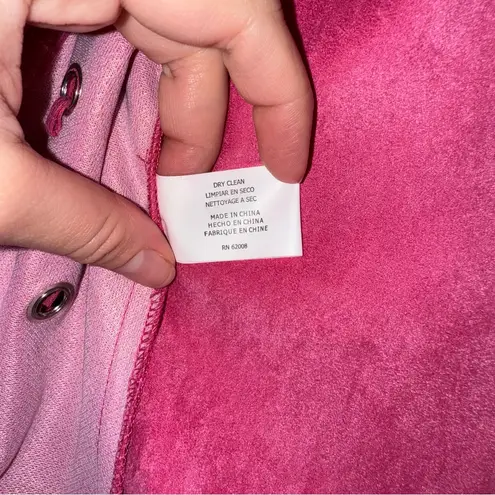 DRY CLEAN
LIMPIAR EN SECO
NETTOYAGE A SEC
MADE IN CHINA
HECHO EN CHINA
FABRIQUE EN CHINE
RN 62008